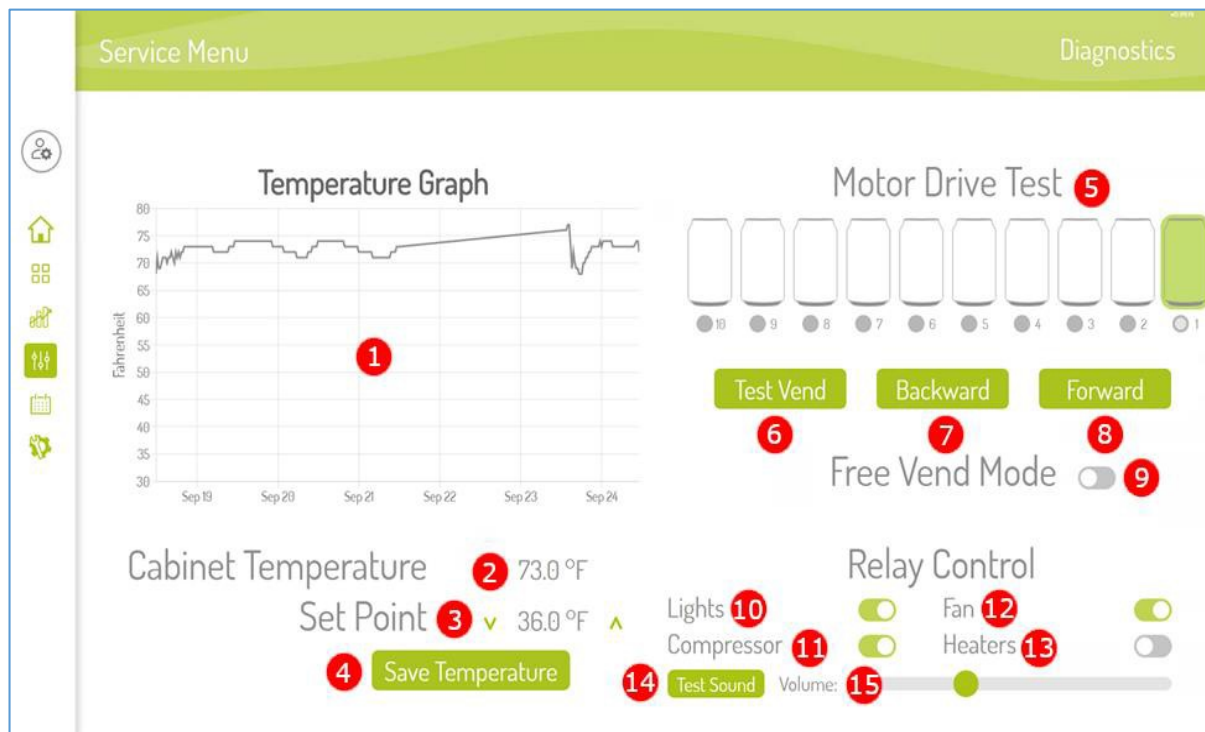 Service Menu
Diagnostics
Temperature Graph
80
75
70
65
60
55
50
45
40
35
30
Fahrenheit
1
Sep 19 Sep 20 Sep 21 Sep 22 Sep 23 Sep 24
Motor Drive Test 5
10 9 8 7 6 5 4 3 2 1
Test Vend Backward Forward
6 7 8
Free Vend Mode 9
Cabinet Temperature 2 73.0 °F
Set Point 3 36.0 °F
4 Save Temperature
Relay Control
Lights 10 Fan 12
Compressor 11 Heaters 13
14 Test Sound Volume: 15